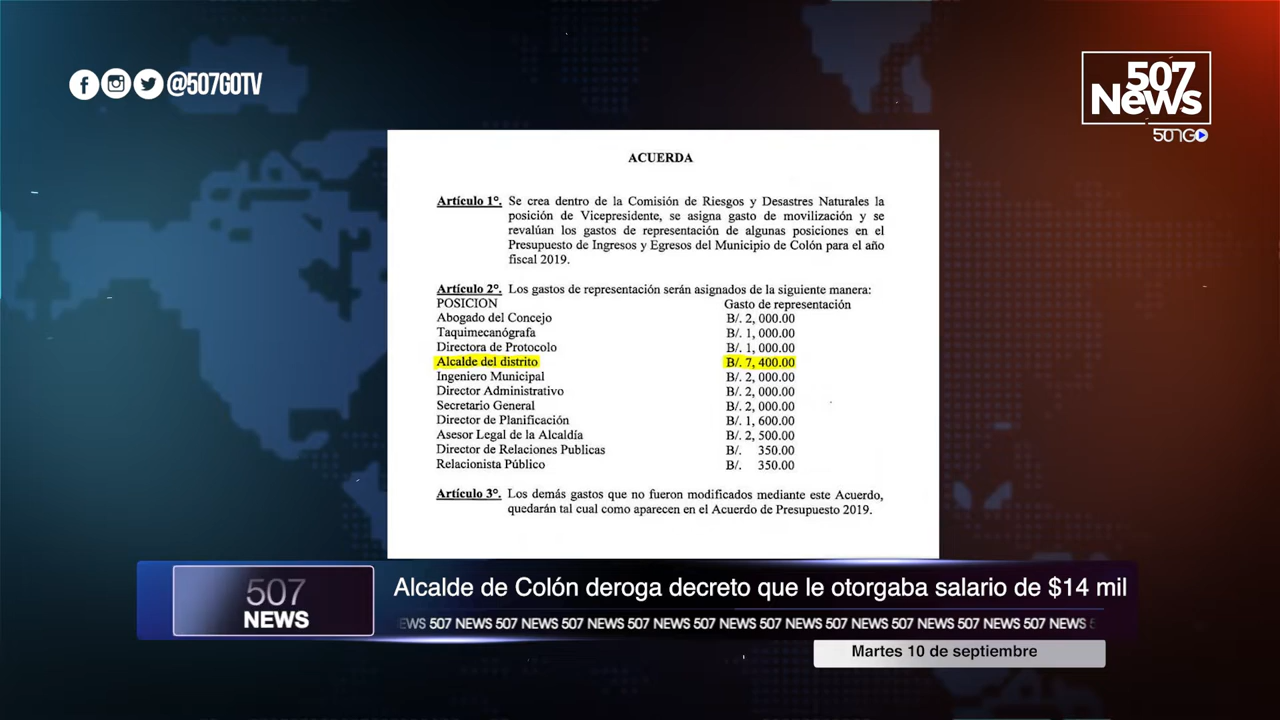 @507GOTV
507
News
507GO
ACUERDA
Artículo 1°. Se crea dentro de la Comisión de Riesgos y Desastres Naturales la
posición de Vicepresidente, se asigna gasto de movilización y se
revalúan los gastos de representación de algunas posiciones en el
Presupuesto de Ingresos y Egresos del Municipio de Colón para el año
fiscal 2019.
Artículo 2°. Los gastos de representación serán asignados de la siguiente manera:
POSICION Gasto de representación
Abogado del Concejo B/. 2, 000.00
Taquimecanógrafa B/. 1, 000.00
Directora de Protocolo B/. 1, 000.00
Alcalde del distrito B/. 7, 400.00
Ingeniero Municipal B/. 2, 000.00
Director Administrativo B/. 2, 000.00
Secretario General B/. 2, 000.00
Director de Planificación B/. 1, 600.00
Asesor Legal de la Alcaldía B/. 2, 500.00
Director de Relaciones Publicas B/. 350.00
Relacionista Público B/. 350.00
Artículo 3°. Los demás gastos que no fueron modificados mediante este Acuerdo,
quedarán tal cual como aparecen en el Acuerdo de Presupuesto 2019.
507
NEWS
Alcalde de Colón deroga decreto que le otorgaba salario de $14 mil
EWS 507 NEWS 507 NEWS 507 NEWS 507 NEWS 507 NEWS 507 NEWS 507 NEWS 507 NEWS 507 NEWS 507 NEWS 5
Martes 10 de septiembre